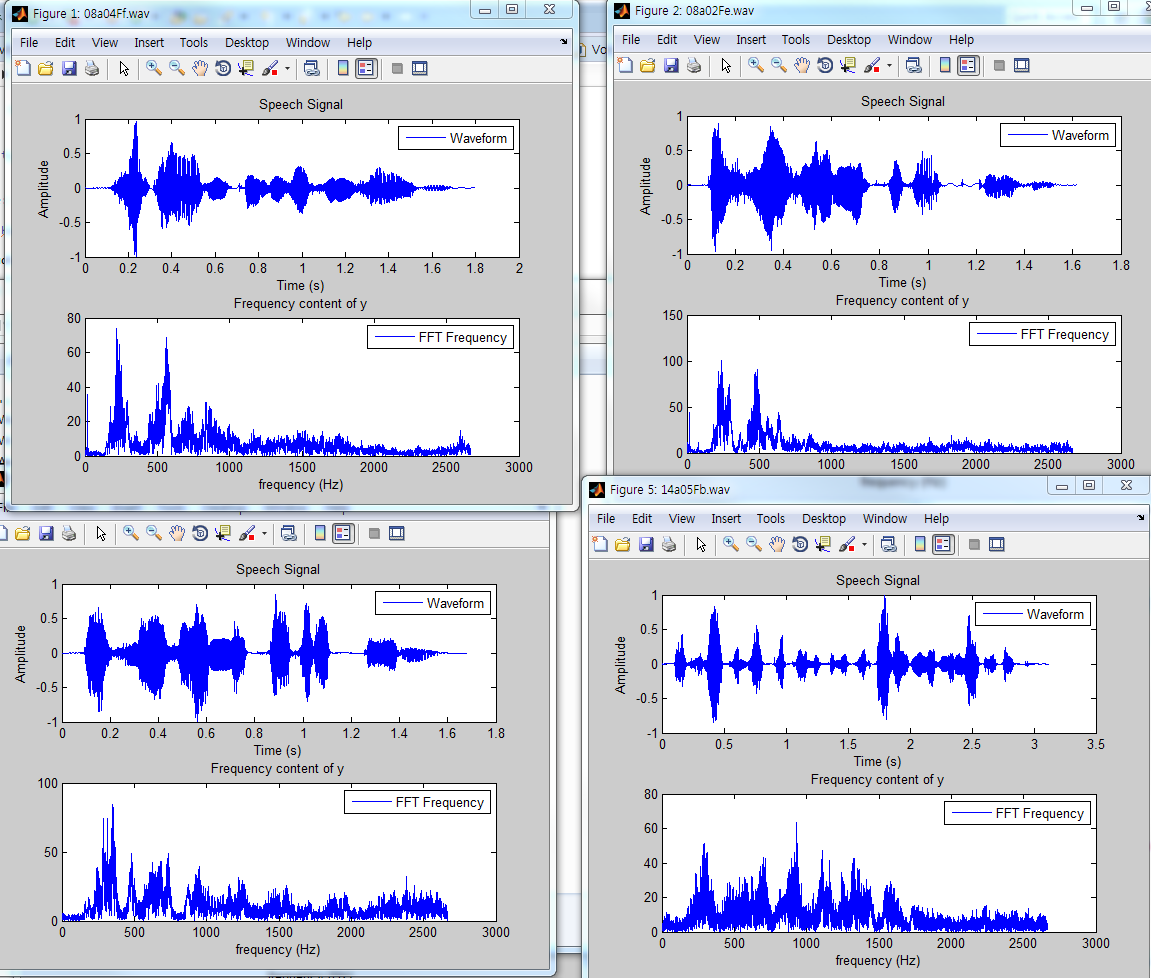 Figure 1: 08a04Ff.wav
File Edit View Insert Tools Desktop Window Help
Speech Signal
1
0.5
0
-0.5
-1
Amplitude
Waveform
0 0.2 0.4 0.6 0.8 1 1.2 1.4 1.6 1.8 2
Time (s)
Frequency content of y
80
60
40
20
0
FFT Frequency
0 500 1000 1500 2000 2500 3000
frequency (Hz)
Figure 2: 08a02Fe.wav
File Edit View Insert Tools Desktop Window Help
Speech Signal
1
0.5
0
-0.5
-1
Amplitude
Waveform
0 0.2 0.4 0.6 0.8 1 1.2 1.4 1.6 1.8
Time (s)
Frequency content of y
150
100
50
0
FFT Frequency
0 500 1000 1500 2000 2500 3000
Speech Signal
1
0.5
0
-0.5
-1
Amplitude
Waveform
0 0.2 0.4 0.6 0.8 1 1.2 1.4 1.6 1.8
Time (s)
Frequency content of y
100
50
0
FFT Frequency
0 500 1000 1500 2000 2500 3000
frequency (Hz)
Figure 5: 14a05Fb.wav
File Edit View Insert Tools Desktop Window Help
Speech Signal
1
0.5
0
-0.5
-1
Amplitude
Waveform
0 0.5 1 1.5 2 2.5 3 3.5
Time (s)
Frequency content of y
80
60
40
20
0
FFT Frequency
0 500 1000 1500 2000 2500 3000
frequency (Hz)